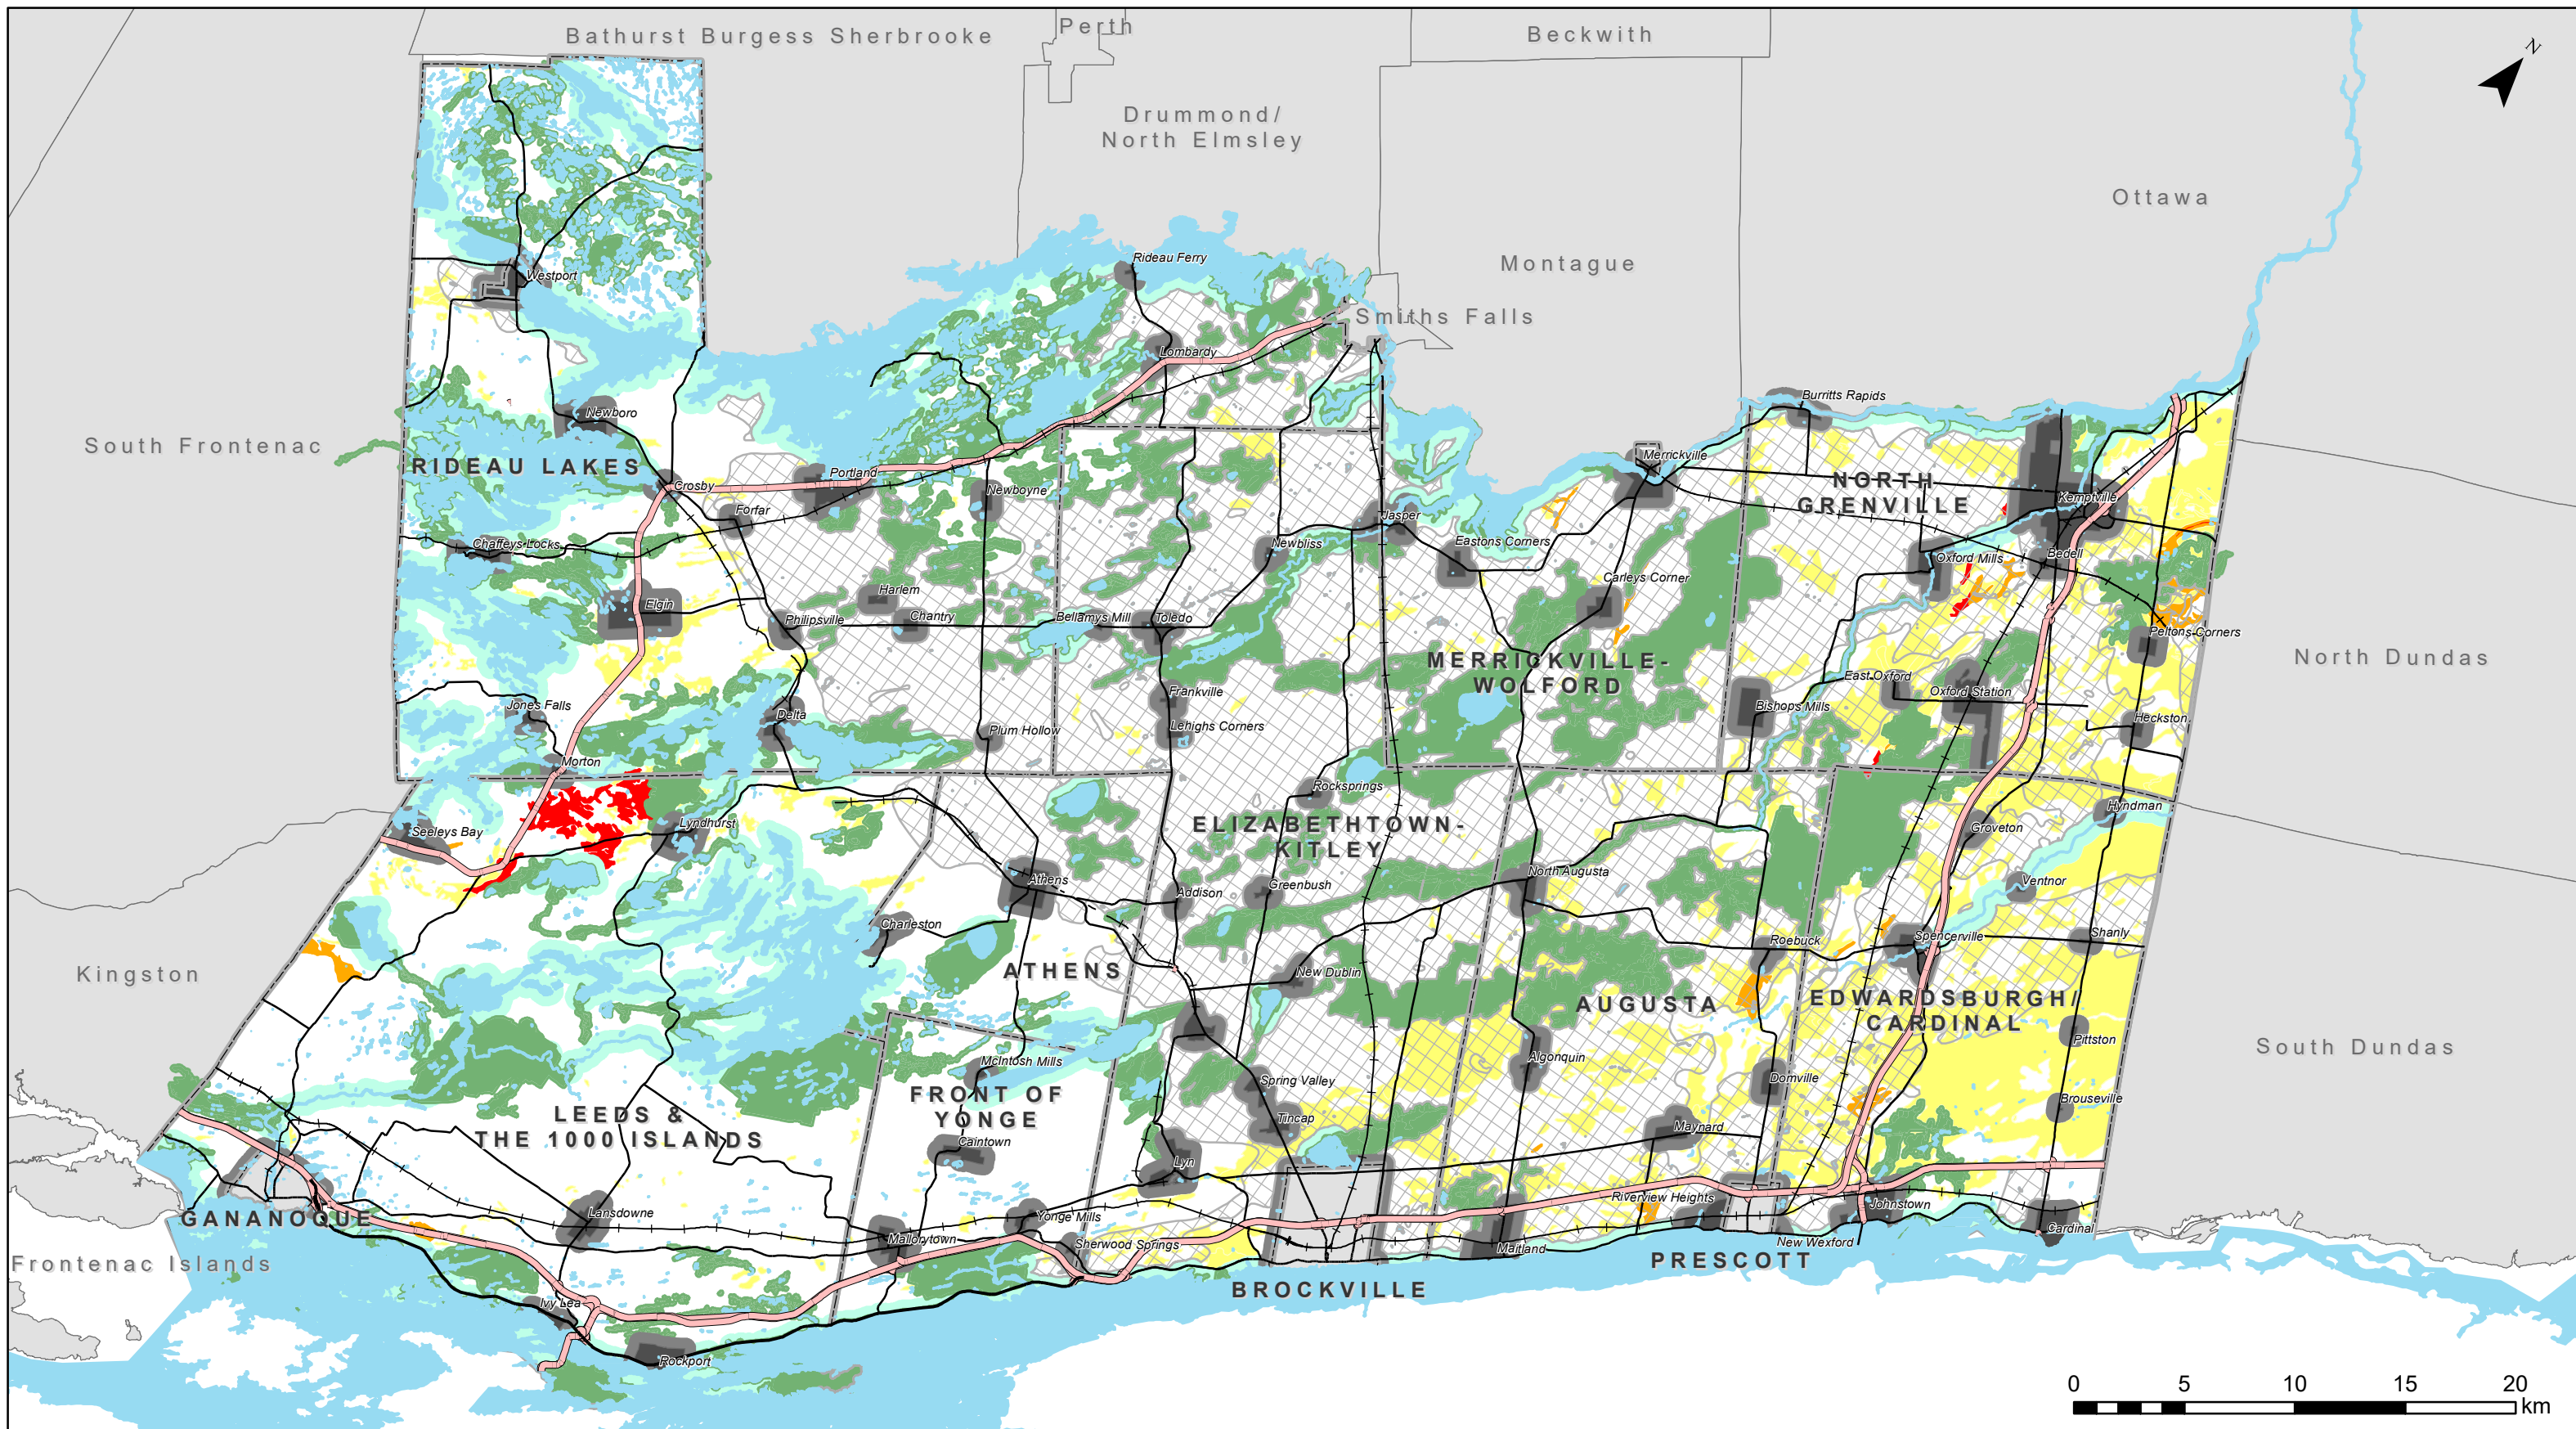 Perth
Bathurst Burgess Sherbrooke
Beckwith
N
Drummond/
North Elmsley
Ottawa
Montague
Rideau Ferry
Westport
Smiths Falls
Lombardy
Burritts Rapids
Newboro
South Frontenac
RIDEAU LAKES
Merrickville
Portland
Crosby
NORTH
GRENVILLE
Newboyne
Kemptville
Forfar
Jasper
Chaffeys Locks
Newbliss
Eastons Corners
Oxford Mills
Bedell
Carleys Corner
Harlem
Elgin
Philipsville
Chantry
Bellamys Mill
Toledo
Peltons Corners
MERRICKVILLE-
WOLFORD
North Dundas
East Oxford
Oxford Station
Frankville
Jones Falls
Bishops Mills
Delta
Heckston
Lehighs Corners
Plum Hollow
Morton
Rocksprings
Hyndman
Seeleys Bay
Lyndhurst
ELIZABETHTOWN-
KITLEY
Groveton
North Augusta
Athens
Addison
Greenbush
Ventnor
Charleston
Roebuck
Spencerville
Shanly
Kingston
ATHENS
New Dublin
AUGUSTA
EDWARDSBURGH/
CARDINAL
Pittston
South Dundas
McIntosh Mills
Algonquin
Spring Valley
Domville
FRONT OF
YONGE
Brouseville
LEEDS &
THE 1000 ISLANDS
Tincap
Maynard
Caintown
Lyn
Riverview Heights
Johnstown
GANANOQUE
Lansdowne
Yonge Mills
Cardinal
Mallorytown
Sherwood Springs
Maitland
New Wexford
Frontenac Islands
PRESCOTT
BROCKVILLE
Ivy Lea
Rockport
0 5 10 15 20
km